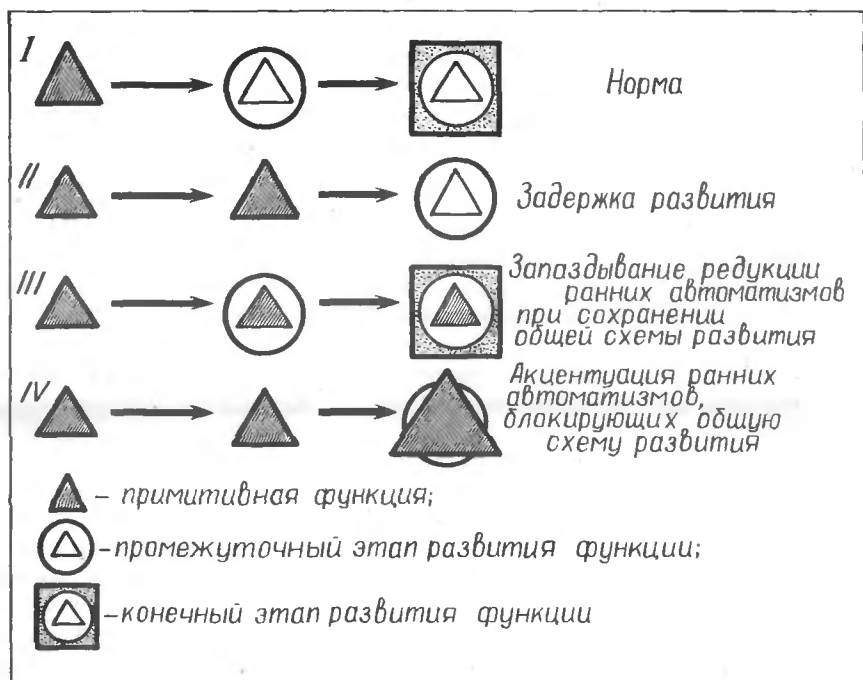 I
Норма
II
Задержка развития
III
Запаздывание редукции
ранних автоматизмов
при сохранении
общей схемы развития
IV
Акцентуация ранних
автоматизмов,
блокирующих общую
схему развития
– примитивная функция;
–промежуточный этап развития функции;
–конечный этап развития функции